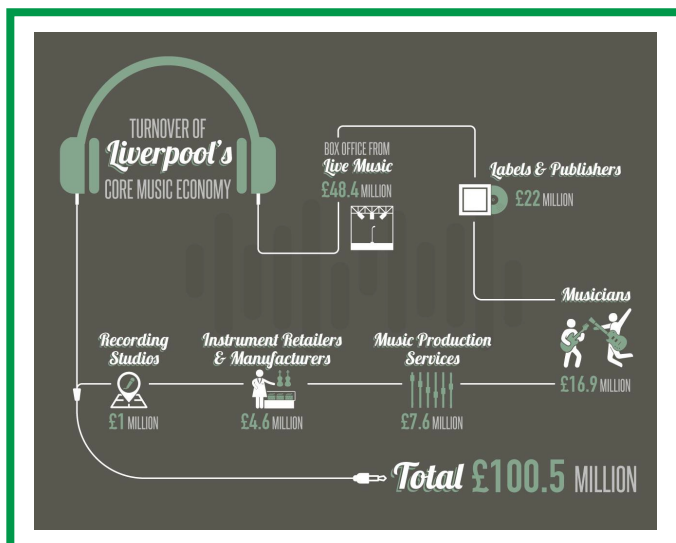 TURNOVER OF
Liverpool's
CORE MUSIC ECONOMY
BOX OFFICE FROM
Live Music
£48.4 MILLION
Labels & Publishers
£22 MILLION
Musicians
£16.9 MILLION
Recording
Studios
£1 MILLION
Instrument Retailers
& Manufacturers
£4.6 MILLION
Music Production
Services
£7.6 MILLION
Total £100.5 MILLION